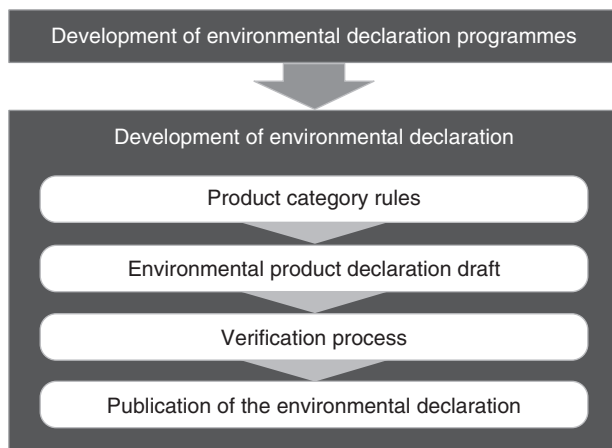 Development of environmental declaration programmes
Development of environmental declaration
Product category rules
Environmental product declaration draft
Verification process
Publication of the environmental declaration